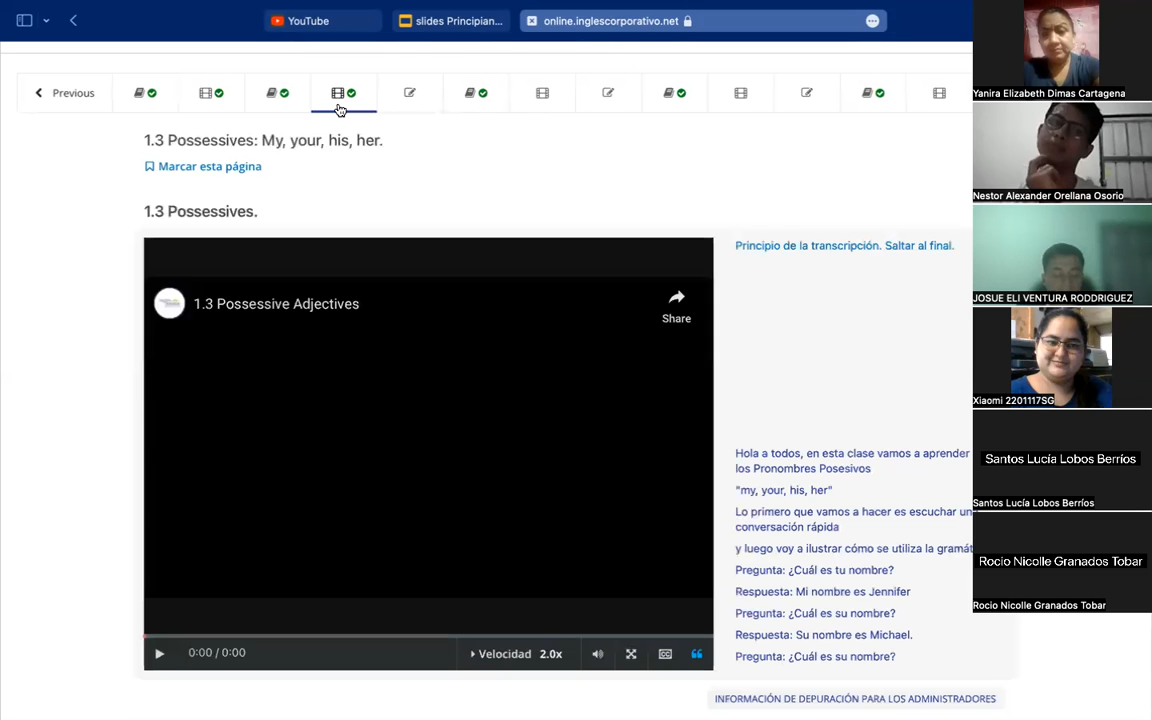 YouTube
slides Principian...
online.inglescorporativo.net
Previous
1.3 Possessives: My, your, his, her.
Marcar esta página
1.3 Possessives.
1.3 Possessive Adjectives
Share
0:00 / 0:00
Velocidad 2.0x
Principio de la transcripción. Saltar al final.
Hola a todos, en esta clase vamos a aprender
los Pronombres Posesivos
"my, your, his, her"
Lo primero que vamos a hacer es escuchar un
conversación rápida
y luego voy a ilustrar cómo se utiliza la gramát
Pregunta: ¿Cuál es tu nombre?
Respuesta: Mi nombre es Jennifer
Pregunta: ¿Cuál es su nombre?
Respuesta: Su nombre es Michael.
Pregunta: ¿Cuál es su nombre?
INFORMACIÓN DE DEPURACIÓN PARA LOS ADMINISTRADORES
Yanira Elizabeth Dimas Cartagena
Nestor Alexander Orellana Osorio
JOSUE ELI VENTURA RODDRIGUEZ
Xiaomi 2201117SG
Santos Lucía Lobos Berríos
Santos Lucía Lobos Berríos
Rocio Nicolle Granados Tobar
Rocio Nicolle Granados Tobar